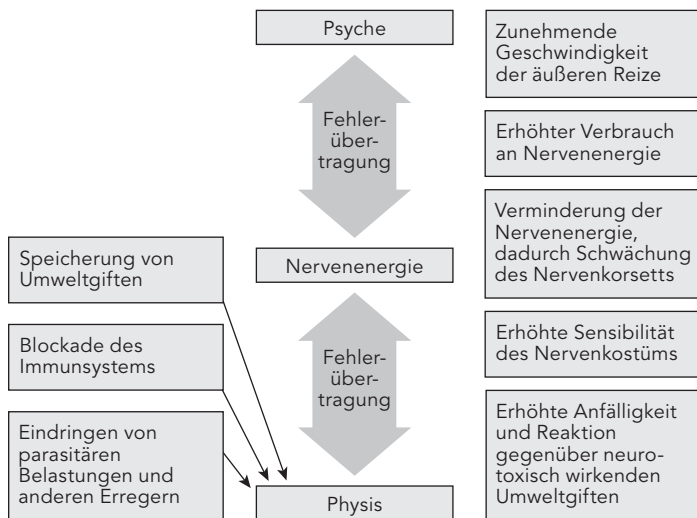 Psyche
Fehler-
über-
tragung
Nervenenergie
Fehler-
über-
tragung
Physis
Speicherung von
Umweltgiften
Blockade des
Immunsystems
Eindringen von
parasitären
Belastungen und
anderen Erregern
Zunehmende
Geschwindigkeit
der äußeren Reize
Erhöhter Verbrauch
an Nervenenergie
Verminderung der
Nervenenergie,
dadurch Schwächung
des Nervenkorsetts
Erhöhte Sensibilität
des Nervenkostüms
Erhöhte Anfälligkeit
und Reaktion
gegenüber neuro-
toxisch wirkenden
Umweltgiften